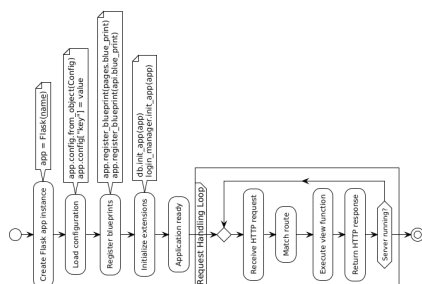 app = Flask(name)
Create Flask app instance
app.config.from_object(Config)
app.config["key"] = value
Load configuration
app.register_blueprint(pages.blue_print)
app.register_blueprint(api.blue_print)
Register blueprints
db.init_app(app)
login_manager.init_app(app)
Initialize extensions
Application ready
Request Handling Loop
Receive HTTP request
Match route
Execute view function
Return HTTP response
Server running?